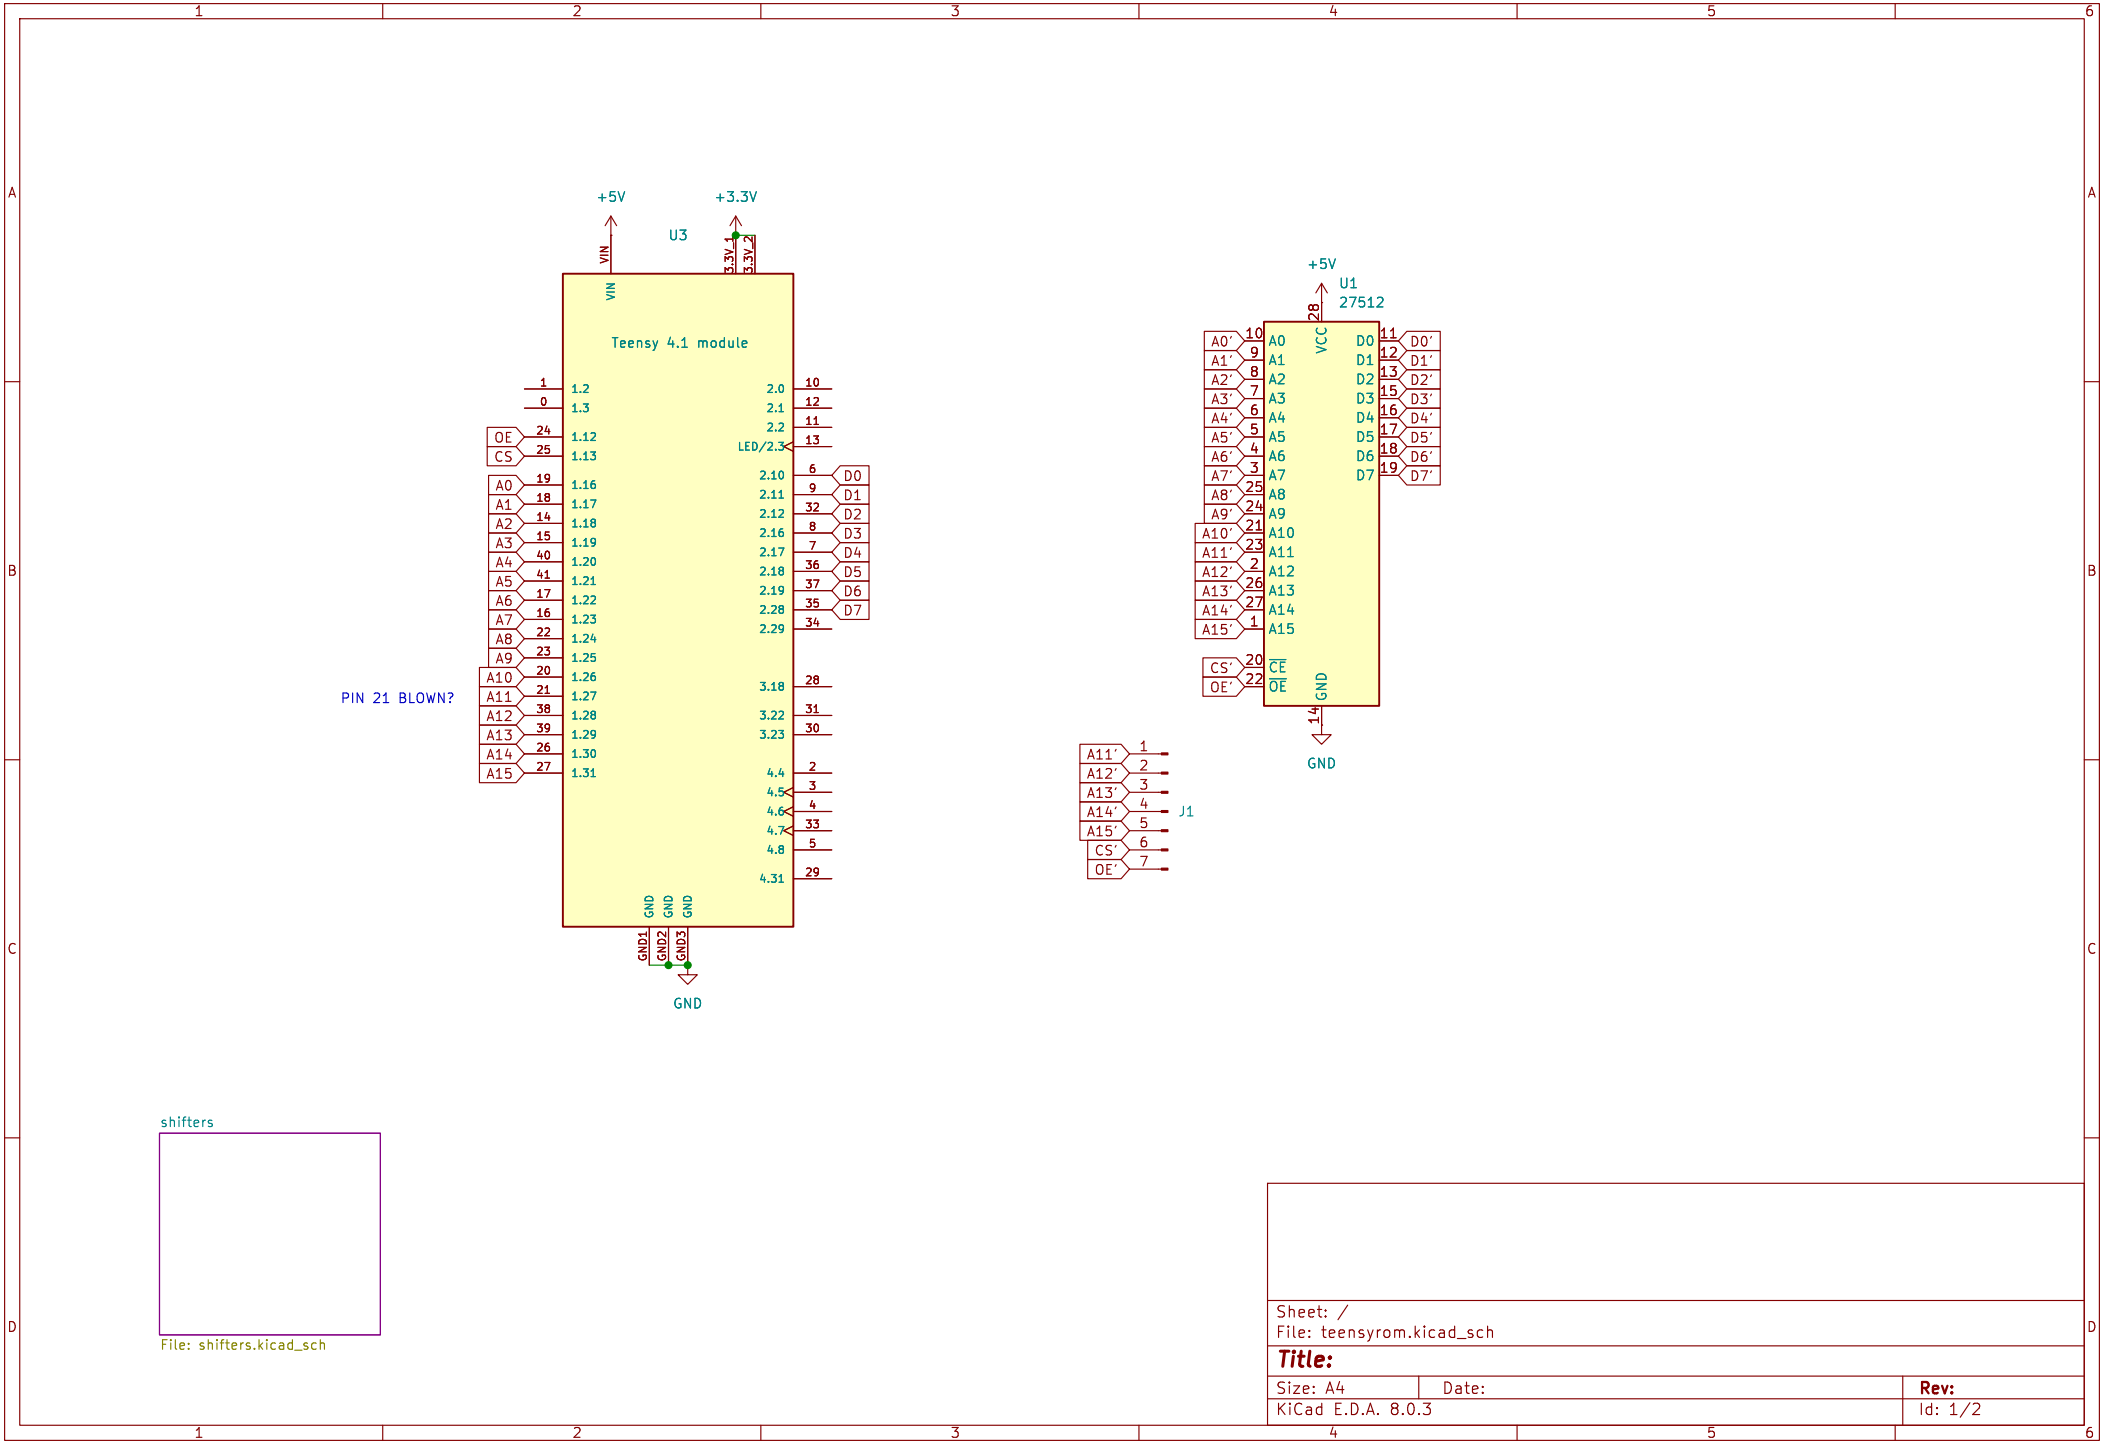 1 2 3 4 5 6
A A
+5V +3.3V
U3
VIN 3.3V_1 3.3V_2
VIN
Teensy 4.1 module
1 1.2 2.0 10
0 1.3 2.1 12
2.2 11
OE 24 1.12
LED/2.3 13
CS 25 1.13
2.10 6 D0
A0 19 1.16
2.11 9 D1
A1 18 1.17
2.12 32 D2
A2 14 1.18
2.16 8 D3
A3 15 1.19
2.17 7 D4
A4 40 1.20
2.18 36 D5
A5 41 1.21
2.19 37 D6
A6 17 1.22
2.28 35 D7
A7 16 1.23
2.29 34
A8 22 1.24
A9 23 1.25
A10 20 1.26
3.18 28
PIN 21 BLOWN?
A11 21 1.27
A12 38 1.28
3.22 31
A13 39 1.29
3.23 30
A14 26 1.30
A15 27 1.31
4.4 2
4.5 3
4.6 4
4.7 33
4.8 5
4.31 29
GND GND GND
GND1 GND2 GND3
GND
+5V
U1
27512
28
VCC
A0' 10 A0 D0 11 D0'
A1' 9 A1 D1 12 D1'
A2' 8 A2 D2 13 D2'
A3' 7 A3 D3 15 D3'
A4' 6 A4 D4 16 D4'
A5' 5 A5 D5 17 D5'
A6' 4 A6 D6 18 D6'
A7' 3 A7 D7 19 D7'
A8' 25 A8
A9' 24 A9
A10' 21 A10
A11' 23 A11
A12' 2 A12
A13' 26 A13
A14' 27 A14
A15' 1 A15
CS' 20 CE
OE' 22 OE
GND
14
GND
A11' 1
A12' 2
A13' 3
A14' 4
J1
A15' 5
CS' 6
OE' 7
B B
C C
shifters
File: shifters.kicad_sch
D D
Sheet: /
File: teensyrom.kicad_sch
Title:
Size: A4 Date: Rev:
KiCad E.D.A. 8.0.3 Id: 1/2
1 2 3 4 5 6